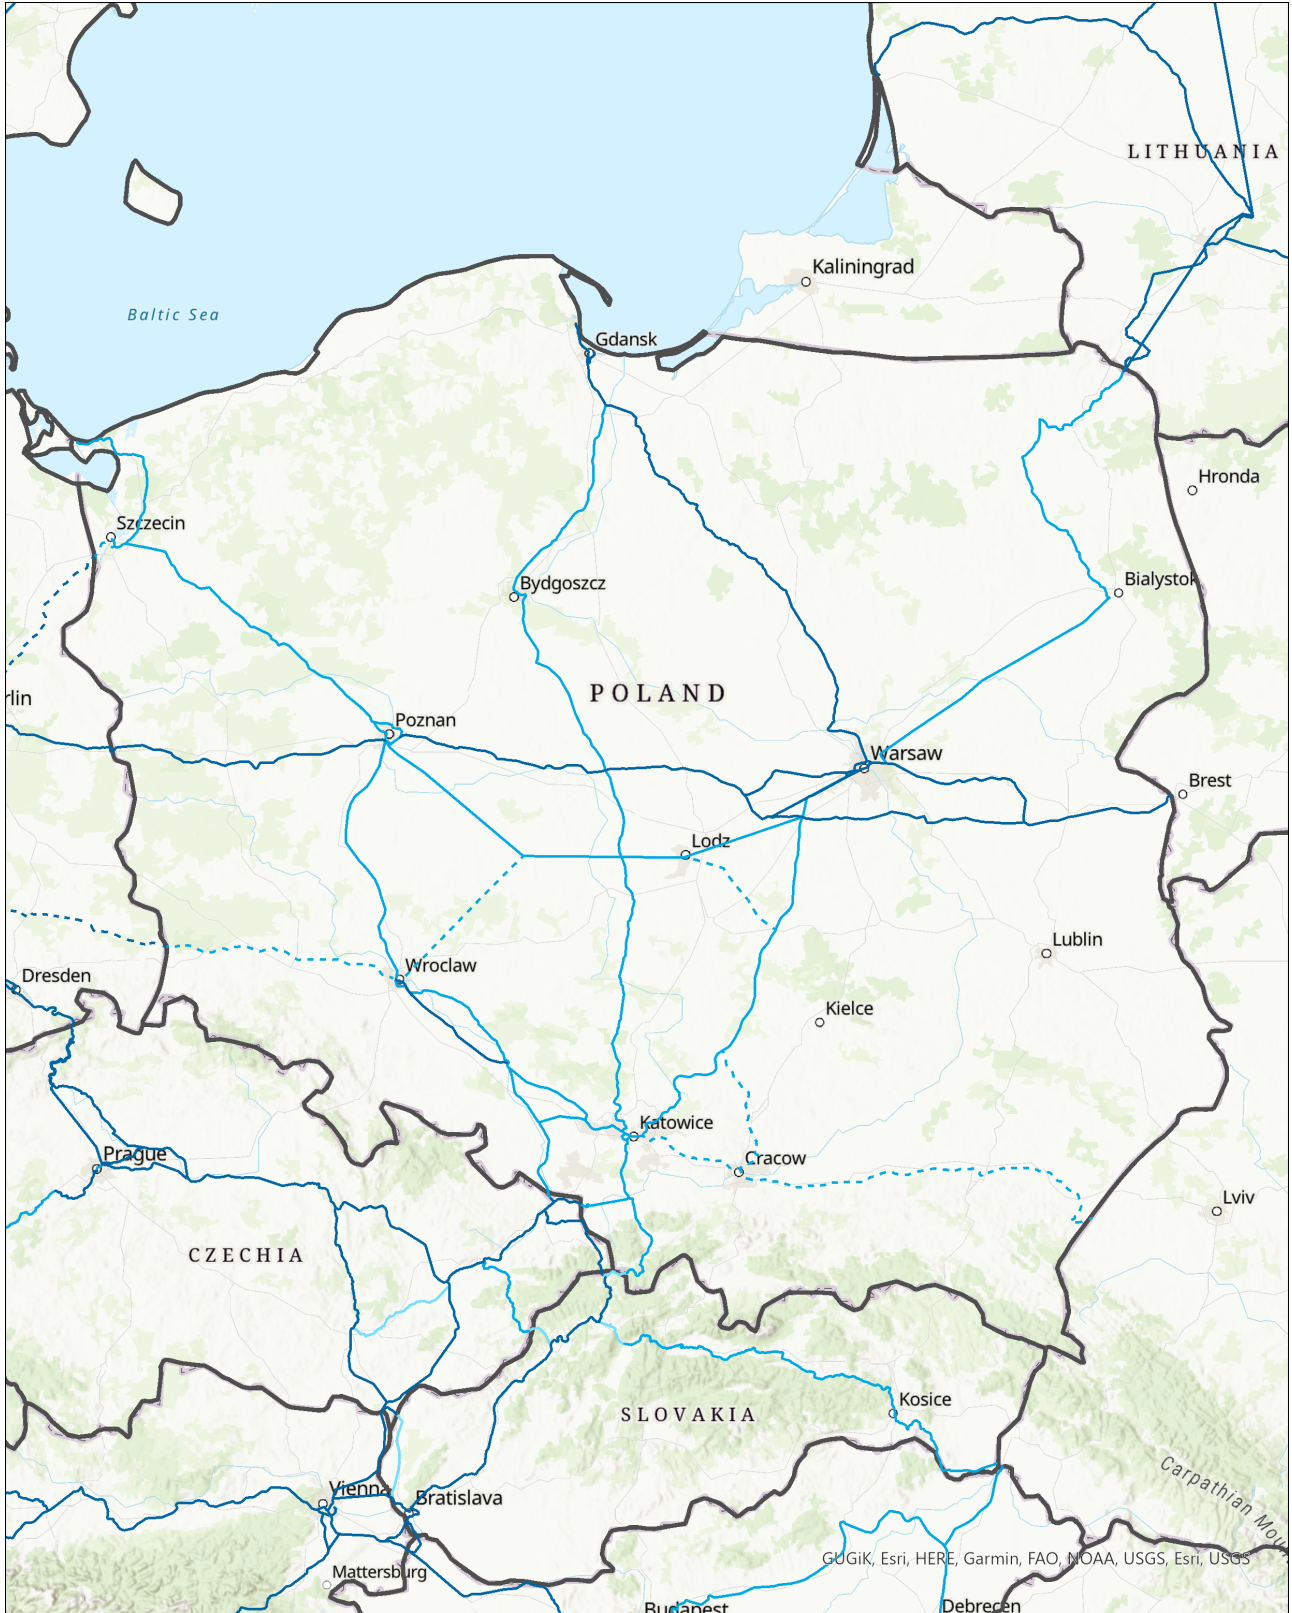 LITHUANIA
Kaliningrad
Baltic Sea
Gdansk
Hronda
Szczecin
Bialystok
Bydgoszcz
POLAND
rlin
Poznan
Warsaw
Brest
Lodz
Lublin
Wroclaw
Dresden
Kielce
Katowice
Prague
Cracow
Lviv
CZECHIA
Kosice
SLOVAKIA
Carpathian Moun
Vienna
Bratislava
GUGiK, Esri, HERE, Garmin, FAO, NOAA, USGS, Esri, USGS
Mattersburg
Budapest
Debrecen